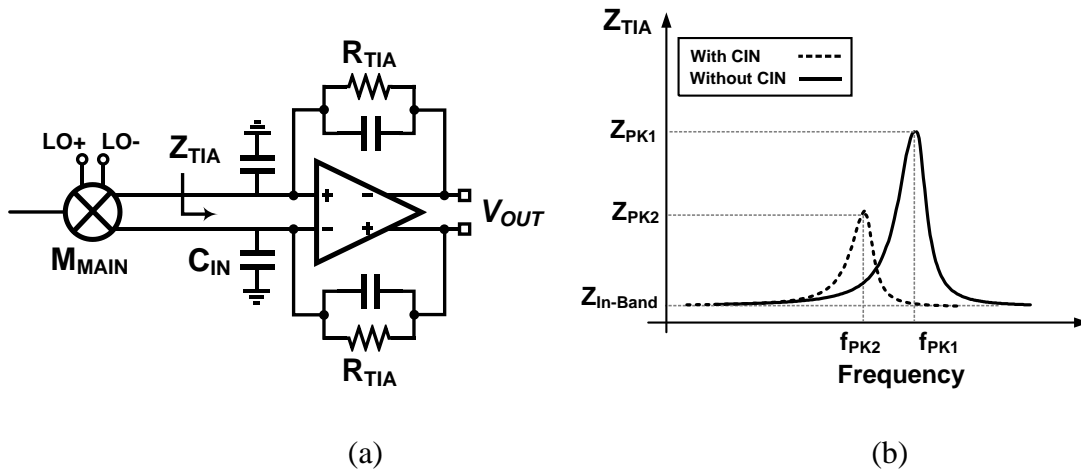 R_TIA
LO+ LO-
Z_TIA
+ −
− +
V_OUT
M_MAIN
C_IN
R_TIA
(a)
Z_TIA
With CIN
Without CIN
Z_PK1
Z_PK2
Z_In-Band
f_PK2 f_PK1
Frequency
(b)